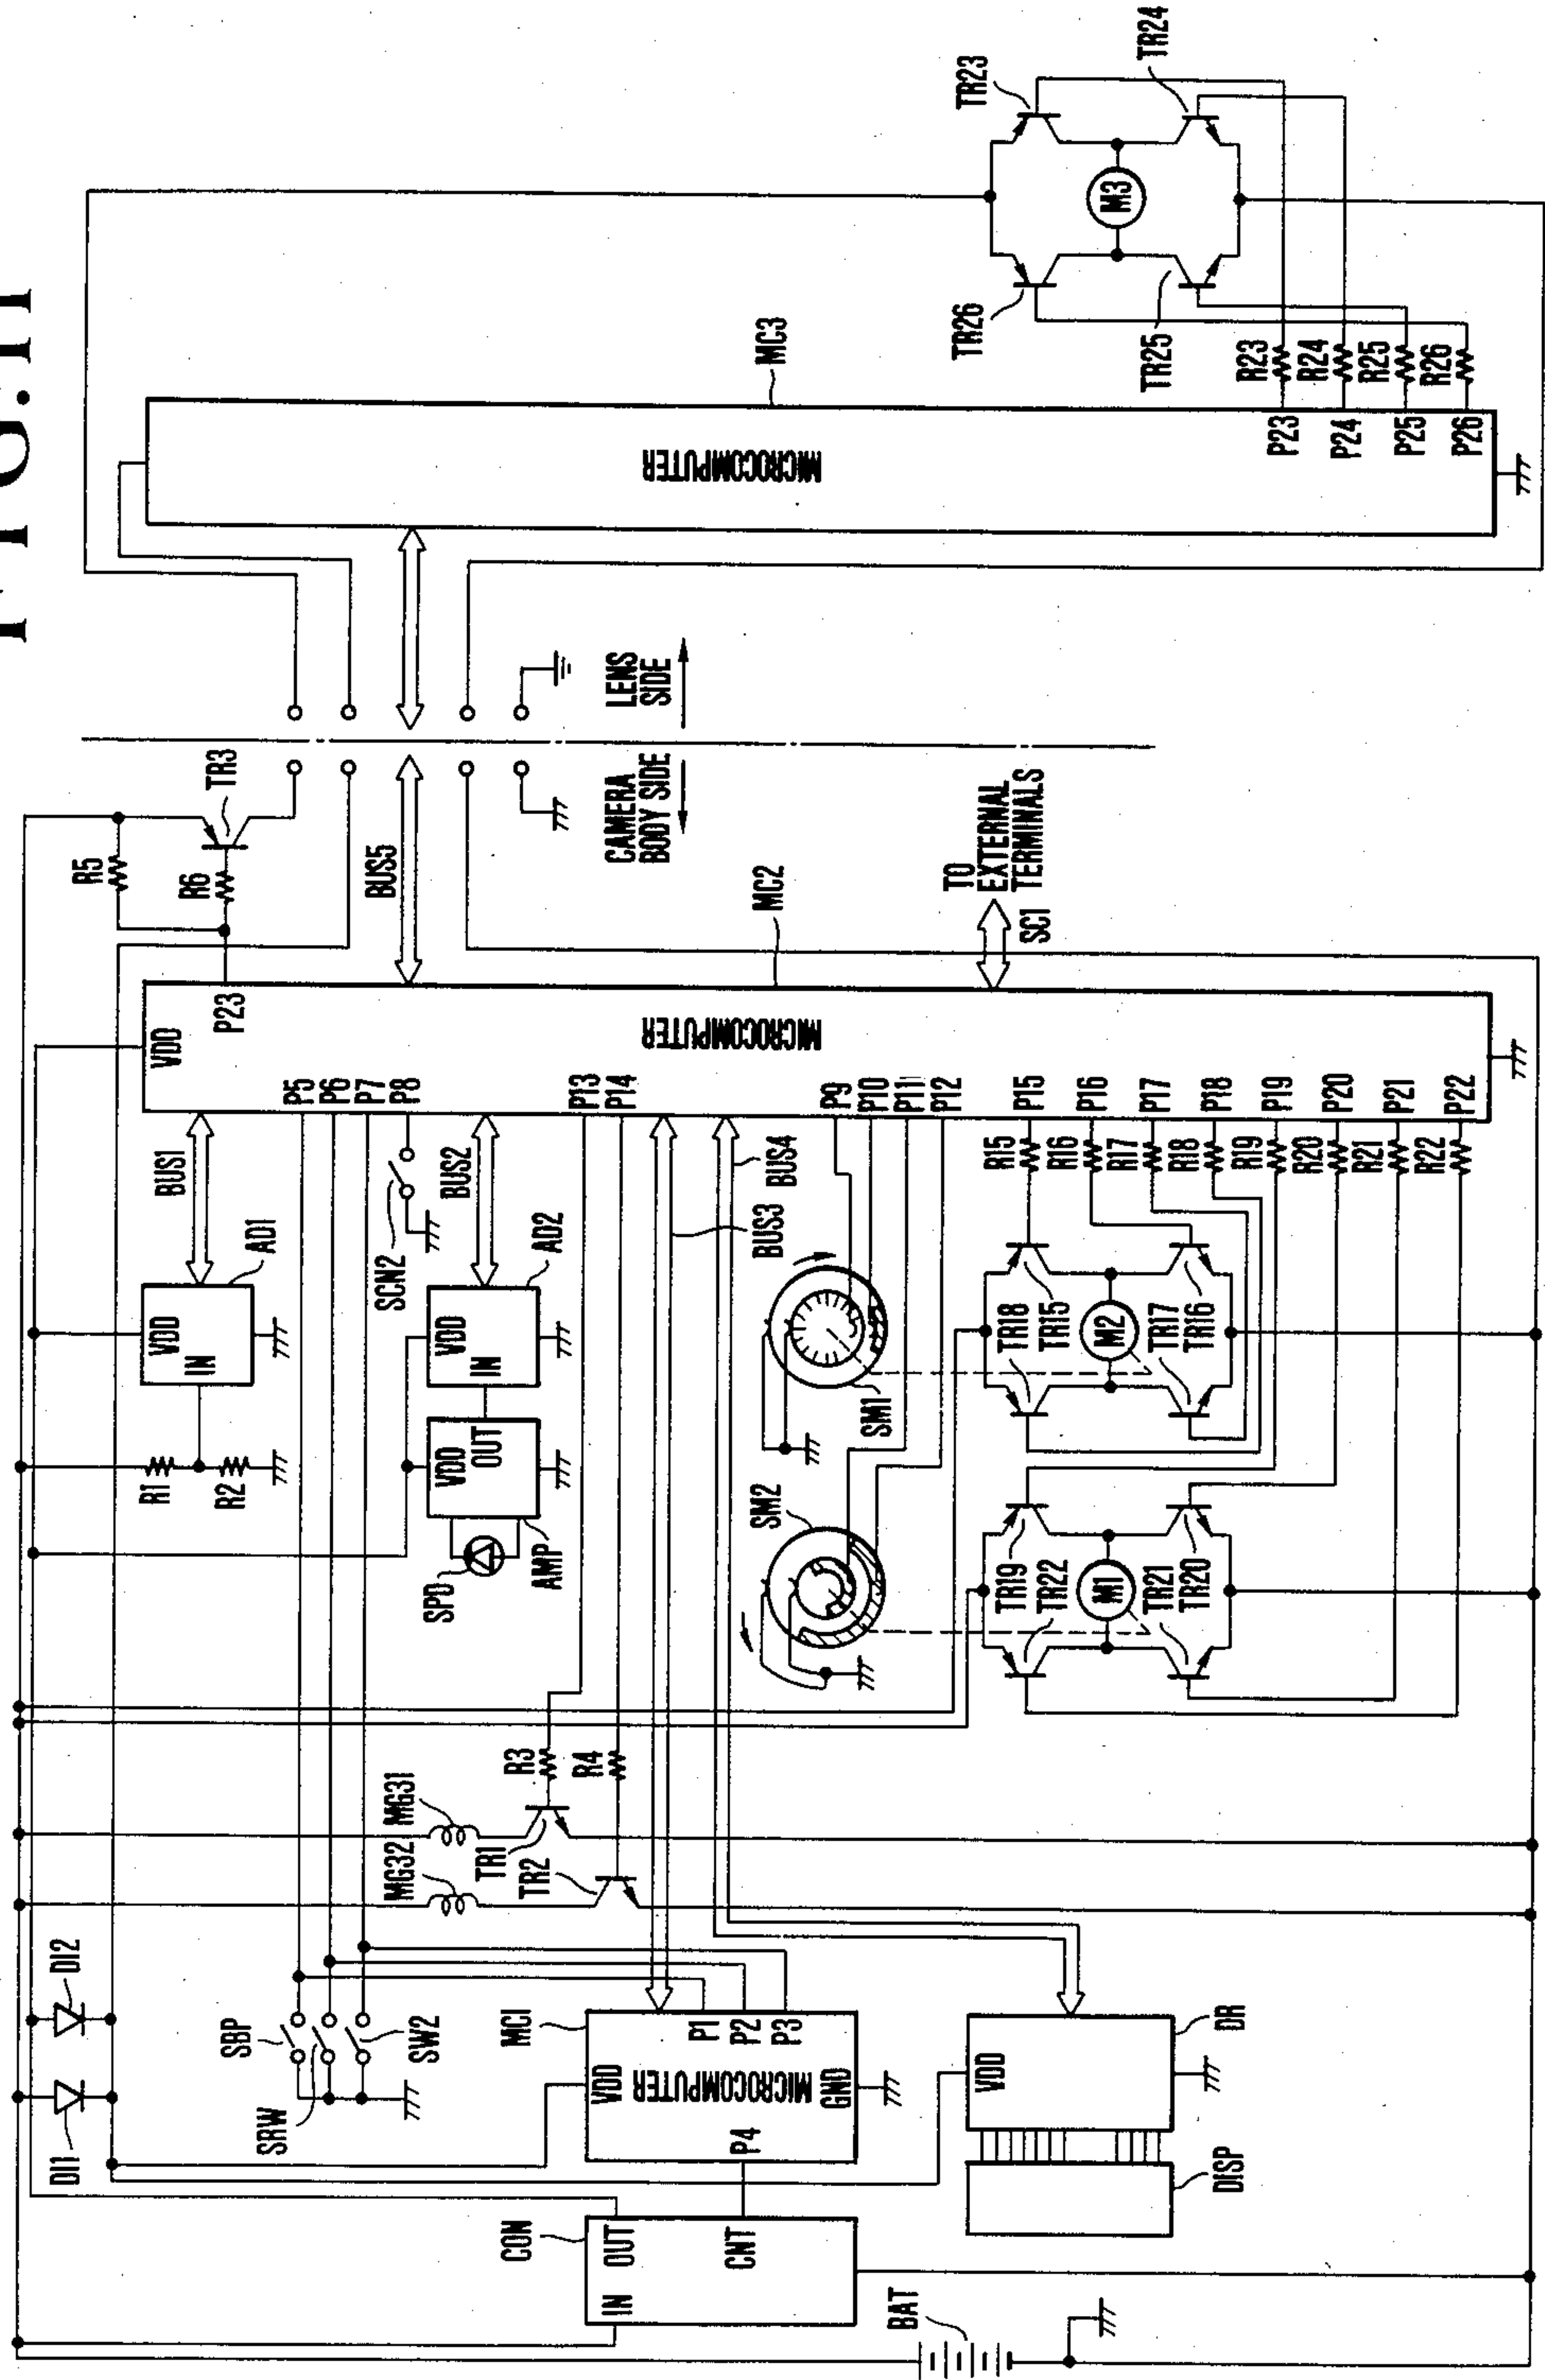 FIG.11
DI1
DI2
R5
R6
TR3
BUS5
CAMERA
BODY SIDE
LENS
SIDE
CON
IN
OUT
CNT
BAT
SBP
SRW
SW2
MC1
VDD
MICROCOMPUTER
P1
P2
P3
P4
GND
DR
VDD
DISP
MG32
MG31
TR1
TR2
R3
R4
R1
R2
VDD
IN
AD1
BUS1
SPD
AMP
VDD
OUT
VDD
IN
AD2
BUS2
SCN2
BUS3
BUS4
SM2
SM1
TR19
TR22
M1
TR21
TR20
TR18
TR15
M2
TR17
TR16
R15
R16
R17
R18
R19
R20
R21
R22
VDD
P23
P5
P6
P7
P8
P13
P14
P9
P10
P11
P12
P15
P16
P17
P18
P19
P20
P21
P22
MICROCOMPUTER
MC2
TO
EXTERNAL
TERMINALS
SC1
MICROCOMPUTER
MC3
P23
P24
P25
P26
R23
R24
R25
R26
TR26
TR25
M3
TR23
TR24